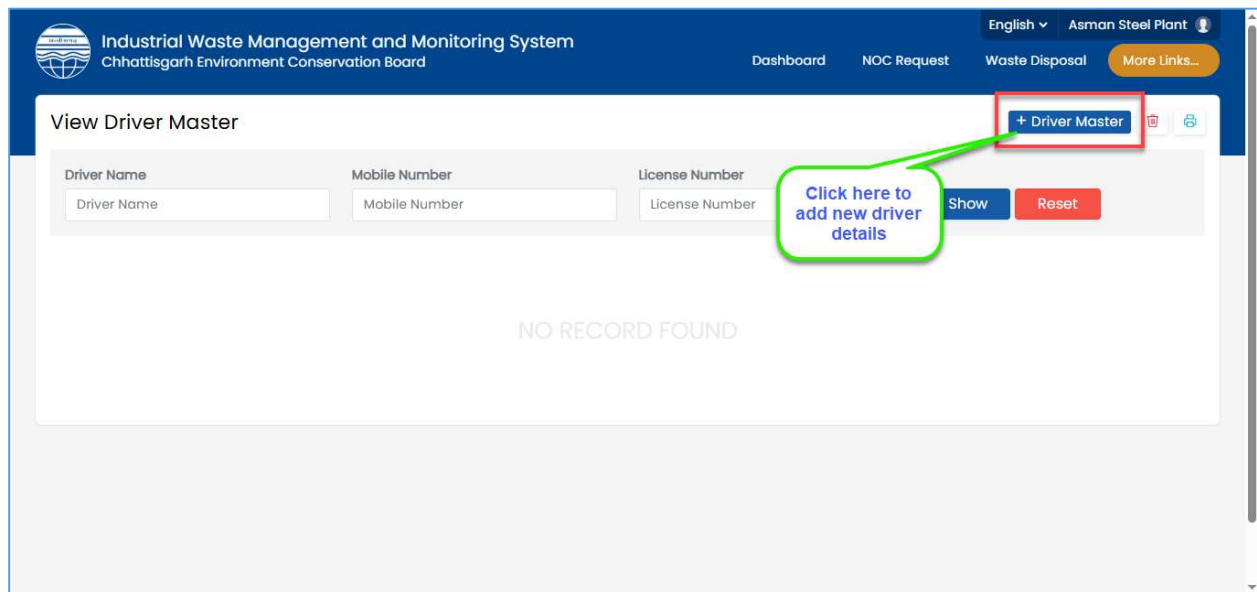 English
Asman Steel Plant
Industrial Waste Management and Monitoring System
Chhattisgarh Environment Conservation Board
Dashboard
NOC Request
Waste Disposal
More Links...
View Driver Master
+ Driver Master
Driver Name
Mobile Number
License Number
Driver Name
Mobile Number
License Number
Show
Reset
Click here to
add new driver
details
NO RECORD FOUND